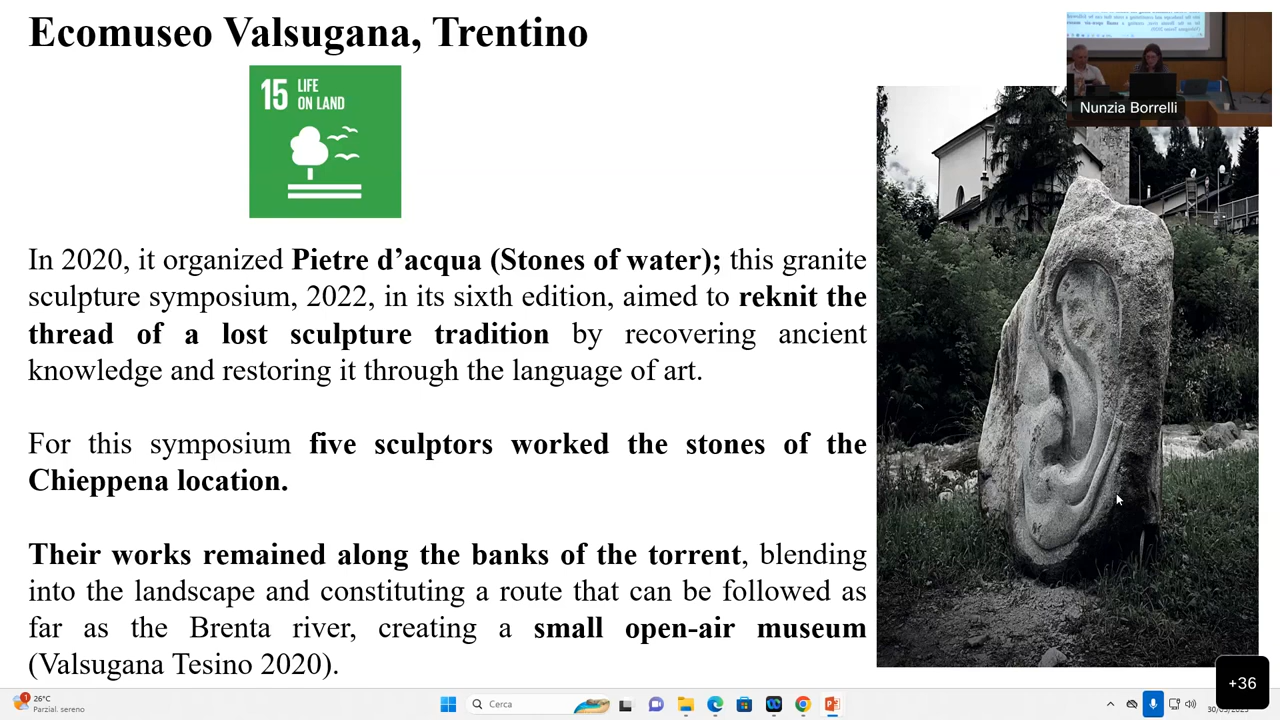 Ecomuseo Valsugana, Trentino
15 LIFE
ON LAND
Nunzia Borrelli
In 2020, it organized Pietre d’acqua (Stones of water); this granite
sculpture symposium, 2022, in its sixth edition, aimed to reknit the
thread of a lost sculpture tradition by recovering ancient
knowledge and restoring it through the language of art.
For this symposium five sculptors worked the stones of the
Chieppena location.
Their works remained along the banks of the torrent, blending
into the landscape and constituting a route that can be followed as
far as the Brenta river, creating a small open-air museum
(Valsugana Tesino 2020).
+36
1
26°C
Parzial. sereno
Cerca